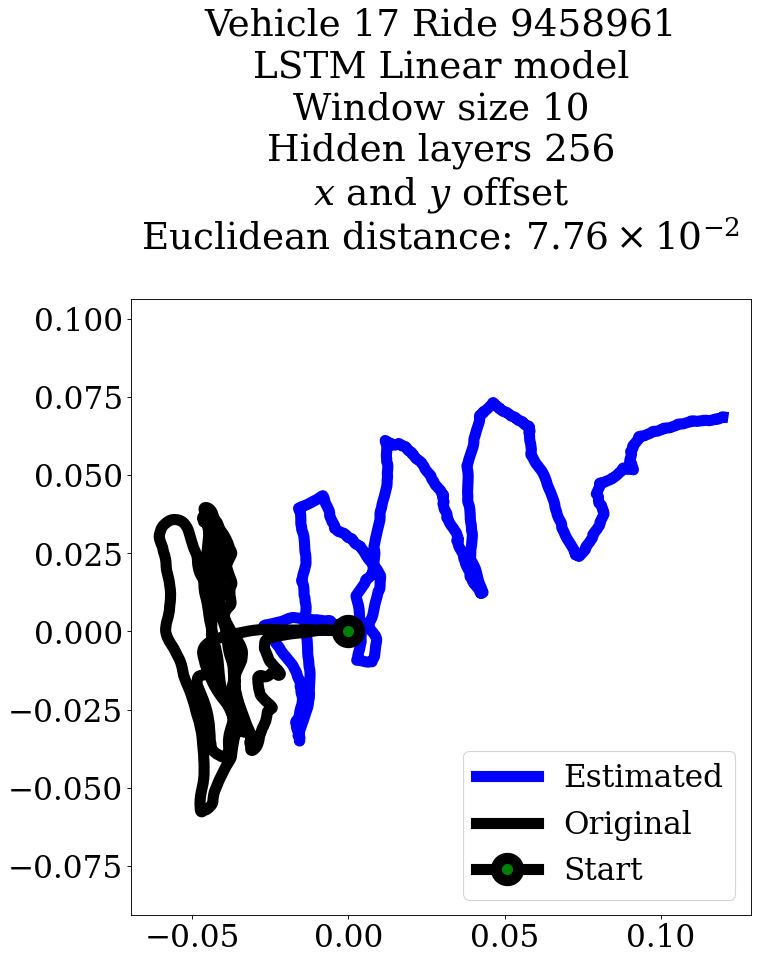 Vehicle 17 Ride 9458961
LSTM Linear model
Window size 10
Hidden layers 256
x and y offset
Euclidean distance: 7.76 × 10⁻²
0.100
0.075
0.050
0.025
0.000
−0.025
−0.050
−0.075
−0.05 0.00 0.05 0.10
Estimated
Original
Start